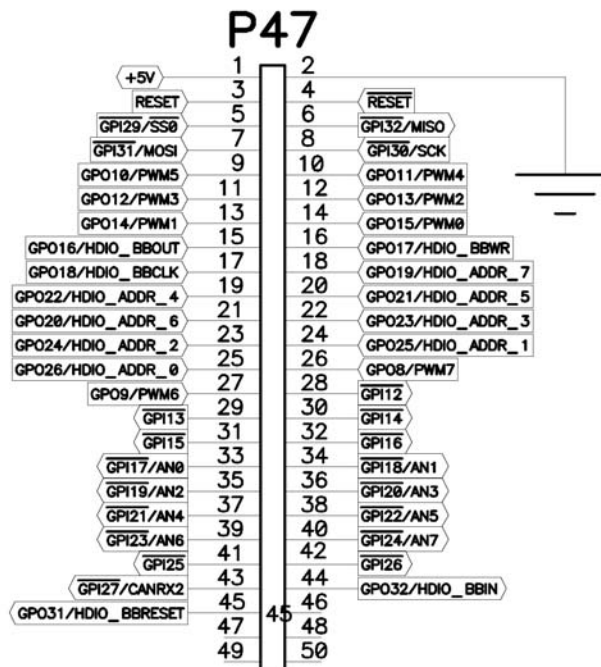 P47
1 2
+5V
3 4
RESET RESET
5 6
GPI29/SS0 GPI32/MISO
7 8
GPI31/MOSI GPI30/SCK
9 10
GPO10/PWM5 GPO11/PWM4
11 12
GPO12/PWM3 GPO13/PWM2
13 14
GPO14/PWM1 GPO15/PWM0
15 16
GPO16/HDIO_BBOUT GPO17/HDIO_BBWR
17 18
GPO18/HDIO_BBCLK GPO19/HDIO_ADDR_7
19 20
GPO22/HDIO_ADDR_4 GPO21/HDIO_ADDR_5
21 22
GPO20/HDIO_ADDR_6 GPO23/HDIO_ADDR_3
23 24
GPO24/HDIO_ADDR_2 GPO25/HDIO_ADDR_1
25 26
GPO26/HDIO_ADDR_0 GPO8/PWM7
27 28
GPO9/PWM6 GPI12
29 30
GPI13 GPI14
31 32
GPI15 GPI16
33 34
GPI17/AN0 GPI18/AN1
35 36
GPI19/AN2 GPI20/AN3
37 38
GPI21/AN4 GPI22/AN5
39 40
GPI23/AN6 GPI24/AN7
41 42
GPI25 GPI26
43 44
GPI27/CANRX2 GPO32/HDIO_BBIN
45 46
GPO31/HDIO_BBRESET 45
47 48
49 50